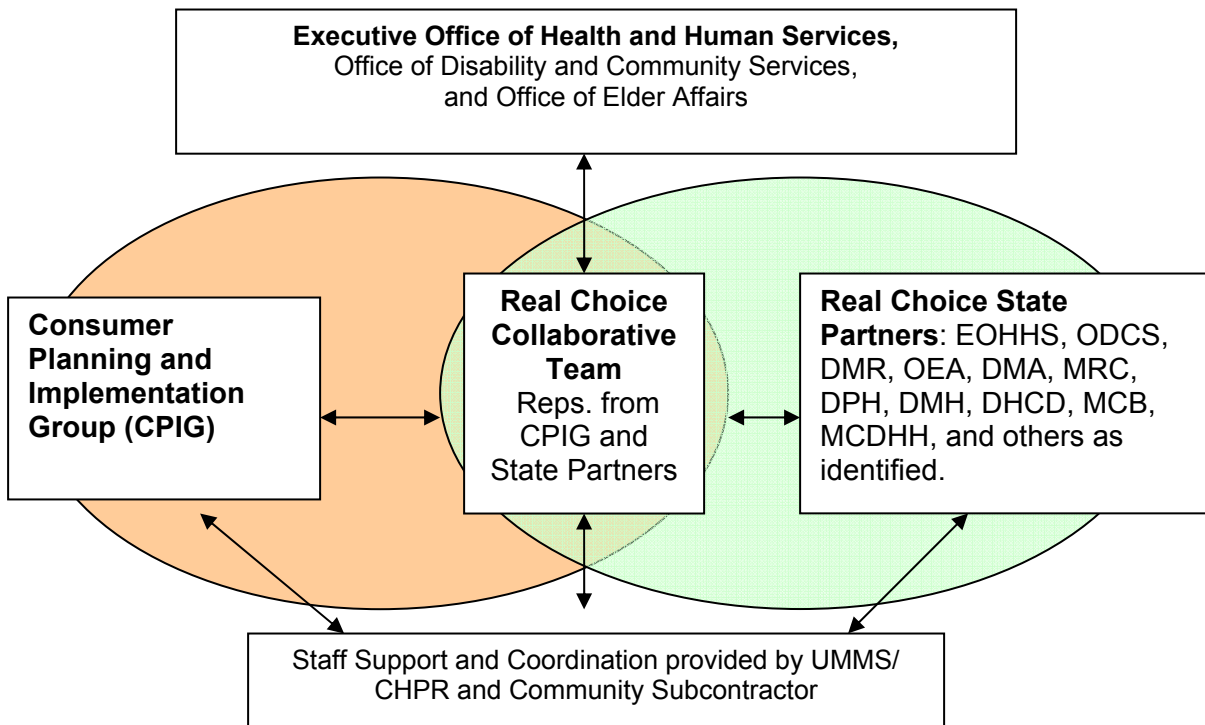 Executive Office of Health and Human Services,
Office of Disability and Community Services,
and Office of Elder Affairs
Consumer
Planning and
Implementation
Group (CPIG)
Real Choice
Collaborative
Team
Reps. from
CPIG and
State Partners
Real Choice State
Partners: EOHHS, ODCS,
DMR, OEA, DMA, MRC,
DPH, DMH, DHCD, MCB,
MCDHH, and others as
identified.
Staff Support and Coordination provided by UMMS/
CHPR and Community Subcontractor